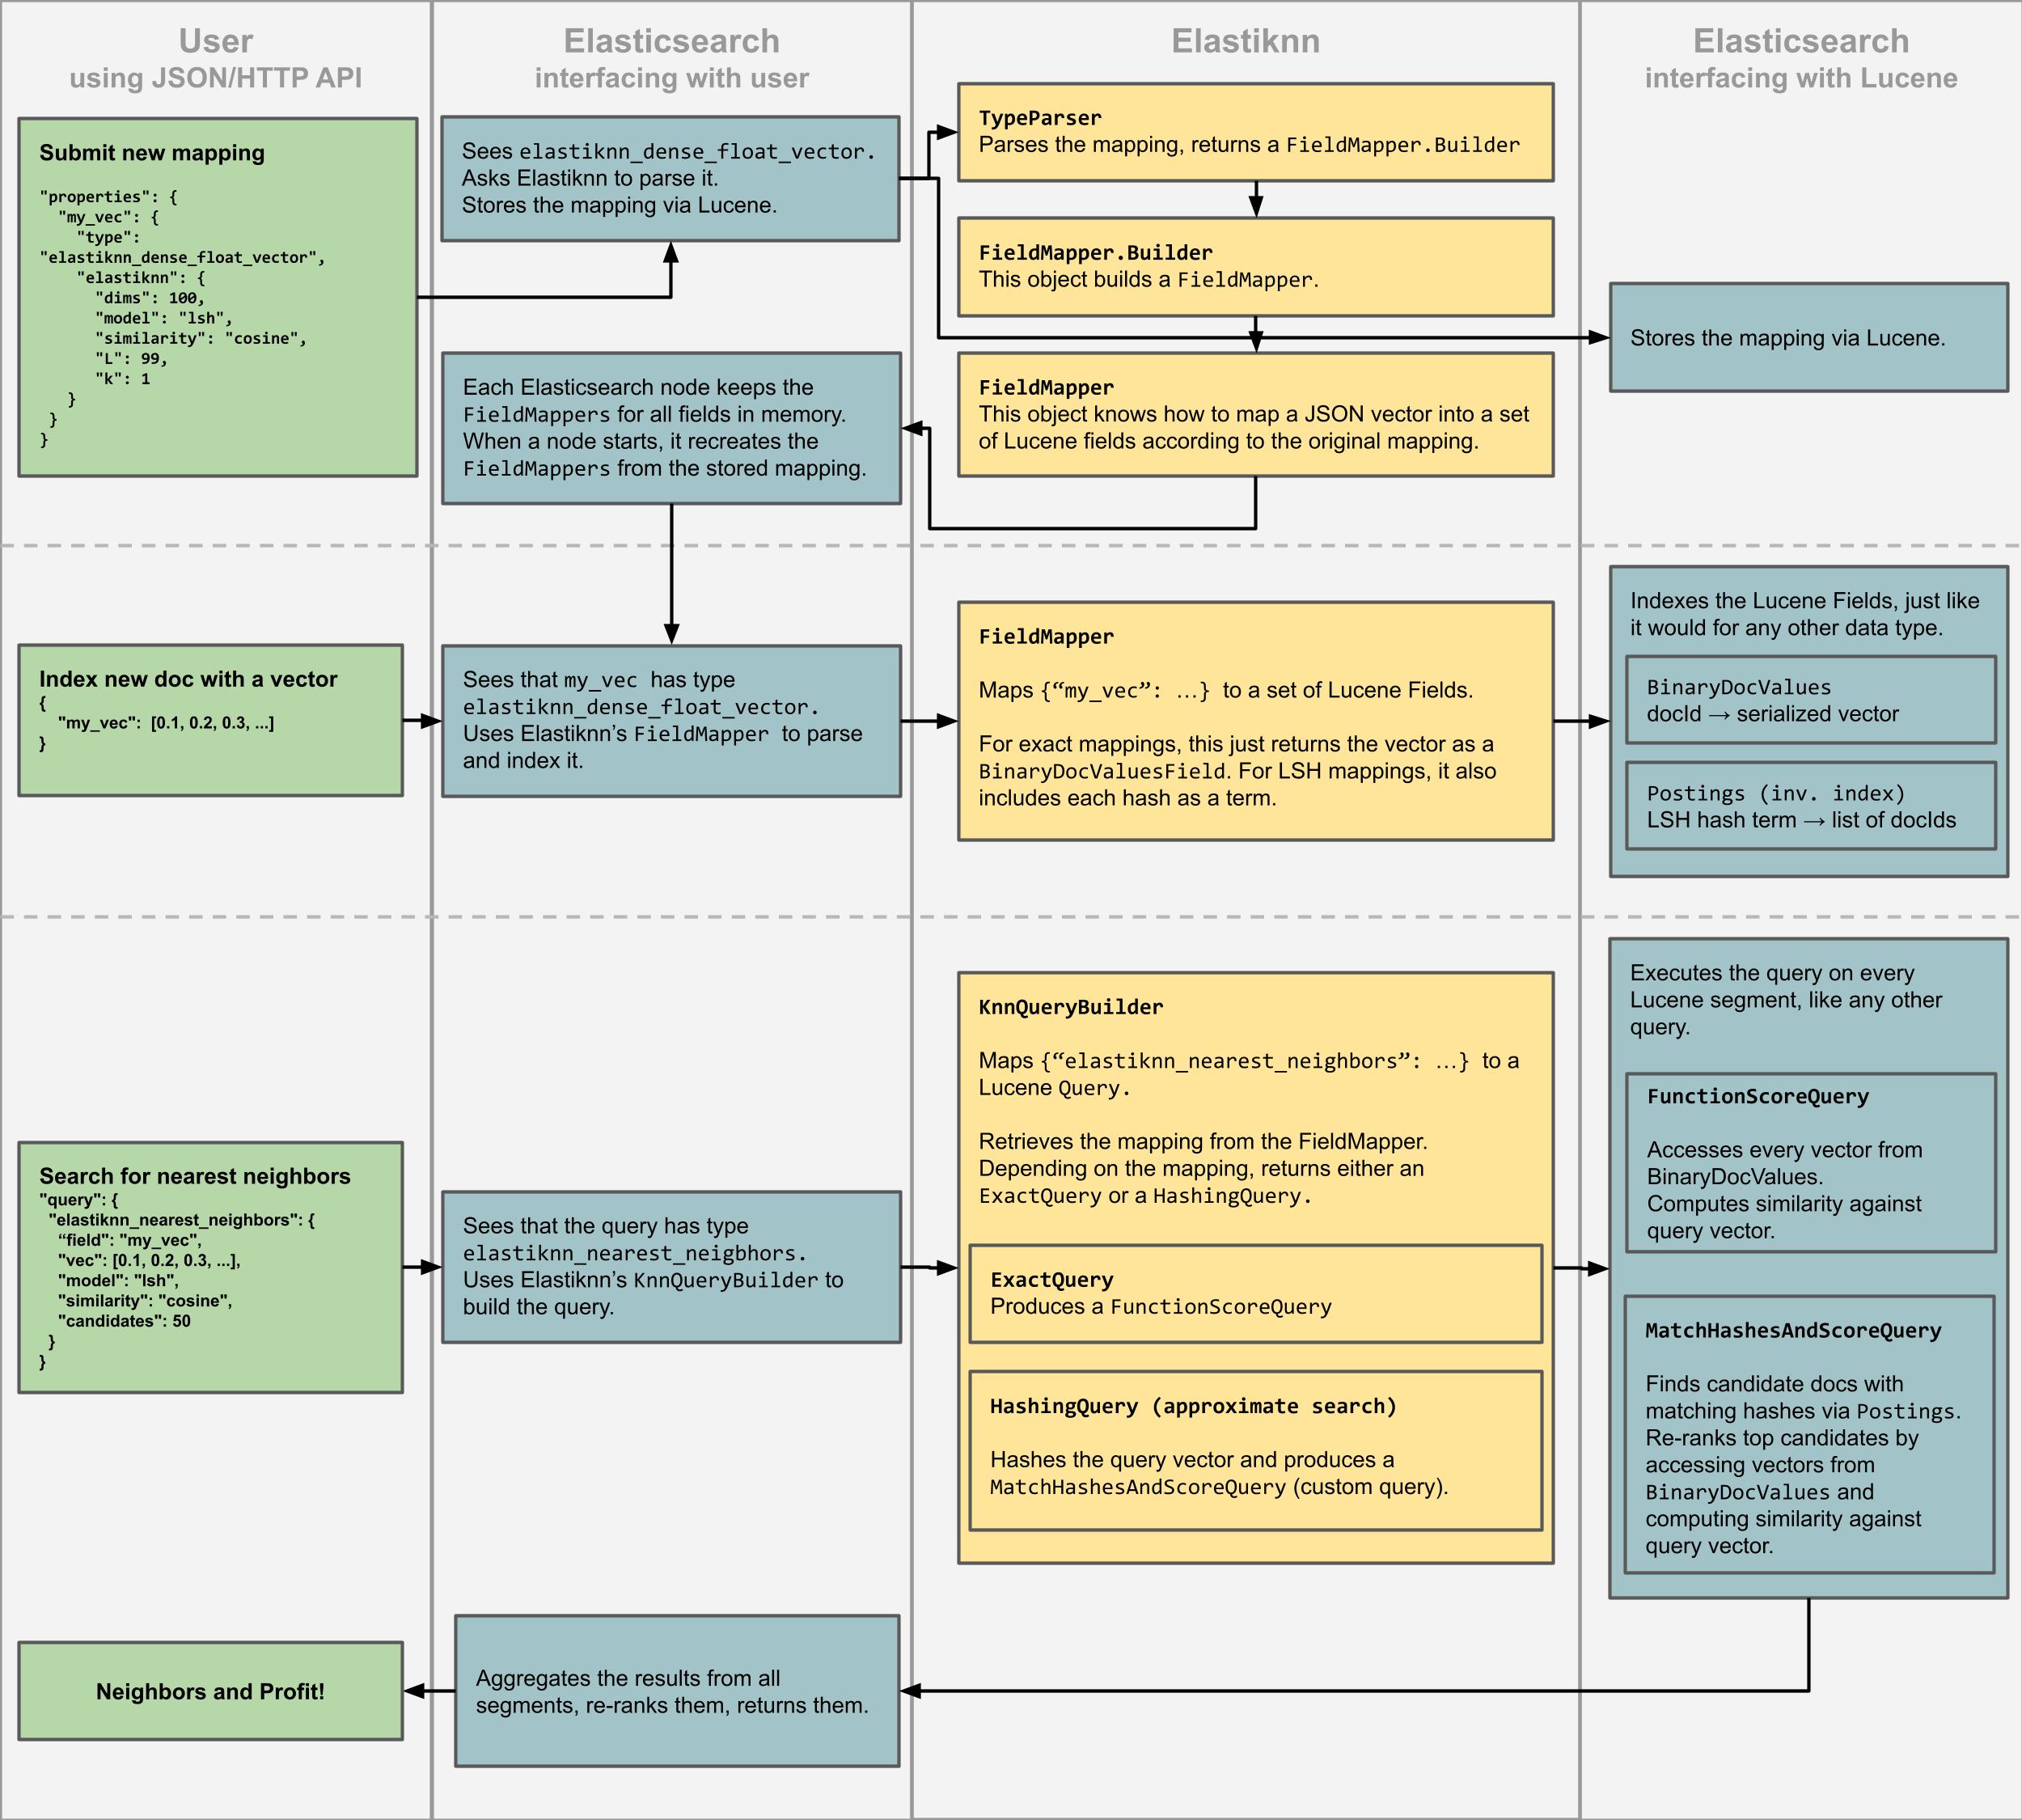 User
using JSON/HTTP API
Elasticsearch
interfacing with user
Elastiknn
Elasticsearch
interfacing with Lucene
Submit new mapping
"properties": {
"my_vec": {
"type":
"elastiknn_dense_float_vector",
"elastiknn": {
"dims": 100,
"model": "lsh",
"similarity": "cosine",
"L": 99,
"k": 1
}
}
}
Sees elastiknn_dense_float_vector.
Asks Elastiknn to parse it.
Stores the mapping via Lucene.
TypeParser
Parses the mapping, returns a FieldMapper.Builder
FieldMapper.Builder
This object builds a FieldMapper.
Stores the mapping via Lucene.
Each Elasticsearch node keeps the
FieldMappers for all fields in memory.
When a node starts, it recreates the
FieldMappers from the stored mapping.
FieldMapper
This object knows how to map a JSON vector into a set
of Lucene fields according to the original mapping.
Index new doc with a vector
{
"my_vec": [0.1, 0.2, 0.3, ...]
}
Sees that my_vec has type
elastiknn_dense_float_vector.
Uses Elastiknn’s FieldMapper to parse
and index it.
FieldMapper
Maps {“my_vec”: …} to a set of Lucene Fields.
For exact mappings, this just returns the vector as a
BinaryDocValuesField. For LSH mappings, it also
includes each hash as a term.
Indexes the Lucene Fields, just like
it would for any other data type.
BinaryDocValues
docId → serialized vector
Postings (inv. index)
LSH hash term → list of docIds
Search for nearest neighbors
"query": {
"elastiknn_nearest_neighbors": {
“field": "my_vec",
"vec": [0.1, 0.2, 0.3, ...],
"model": "lsh",
"similarity": "cosine",
"candidates": 50
}
}
Sees that the query has type
elastiknn_nearest_neigbhors.
Uses Elastiknn’s KnnQueryBuilder to
build the query.
KnnQueryBuilder
Maps {“elastiknn_nearest_neighbors”: …} to a
Lucene Query.
Retrieves the mapping from the FieldMapper.
Depending on the mapping, returns either an
ExactQuery or a HashingQuery.
ExactQuery
Produces a FunctionScoreQuery
HashingQuery (approximate search)
Hashes the query vector and produces a
MatchHashesAndScoreQuery (custom query).
Executes the query on every
Lucene segment, like any other
query.
FunctionScoreQuery
Accesses every vector from
BinaryDocValues.
Computes similarity against
query vector.
MatchHashesAndScoreQuery
Finds candidate docs with
matching hashes via Postings.
Re-ranks top candidates by
accessing vectors from
BinaryDocValues and
computing similarity against
query vector.
Neighbors and Profit!
Aggregates the results from all
segments, re-ranks them, returns them.